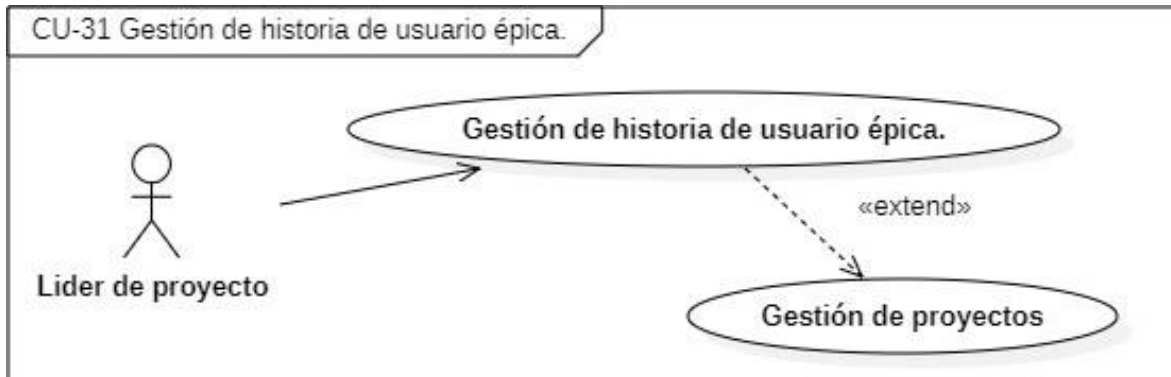 CU-31 Gestión de historia de usuario épica.
Gestión de historia de usuario épica.
«extend»
Lider de proyecto
Gestión de proyectos